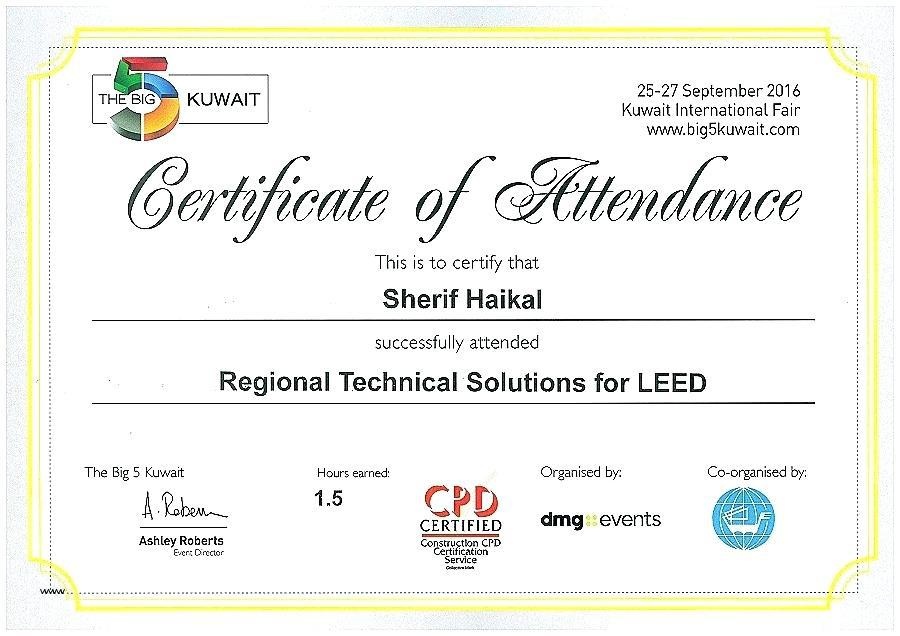 THE BIG 5 KUWAIT
25-27 September 2016
Kuwait International Fair
www.big5kuwait.com
Certificate of Attendance
This is to certify that
Sherif Haikal
successfully attended
Regional Technical Solutions for LEED
The Big 5 Kuwait
Hours earned:
Organised by:
Co-organised by:
1.5
CPD
CERTIFIED
Construction CPD
Certification
Service
Collective Mark
dmg::events
Ashley Roberts
Event Director
www.